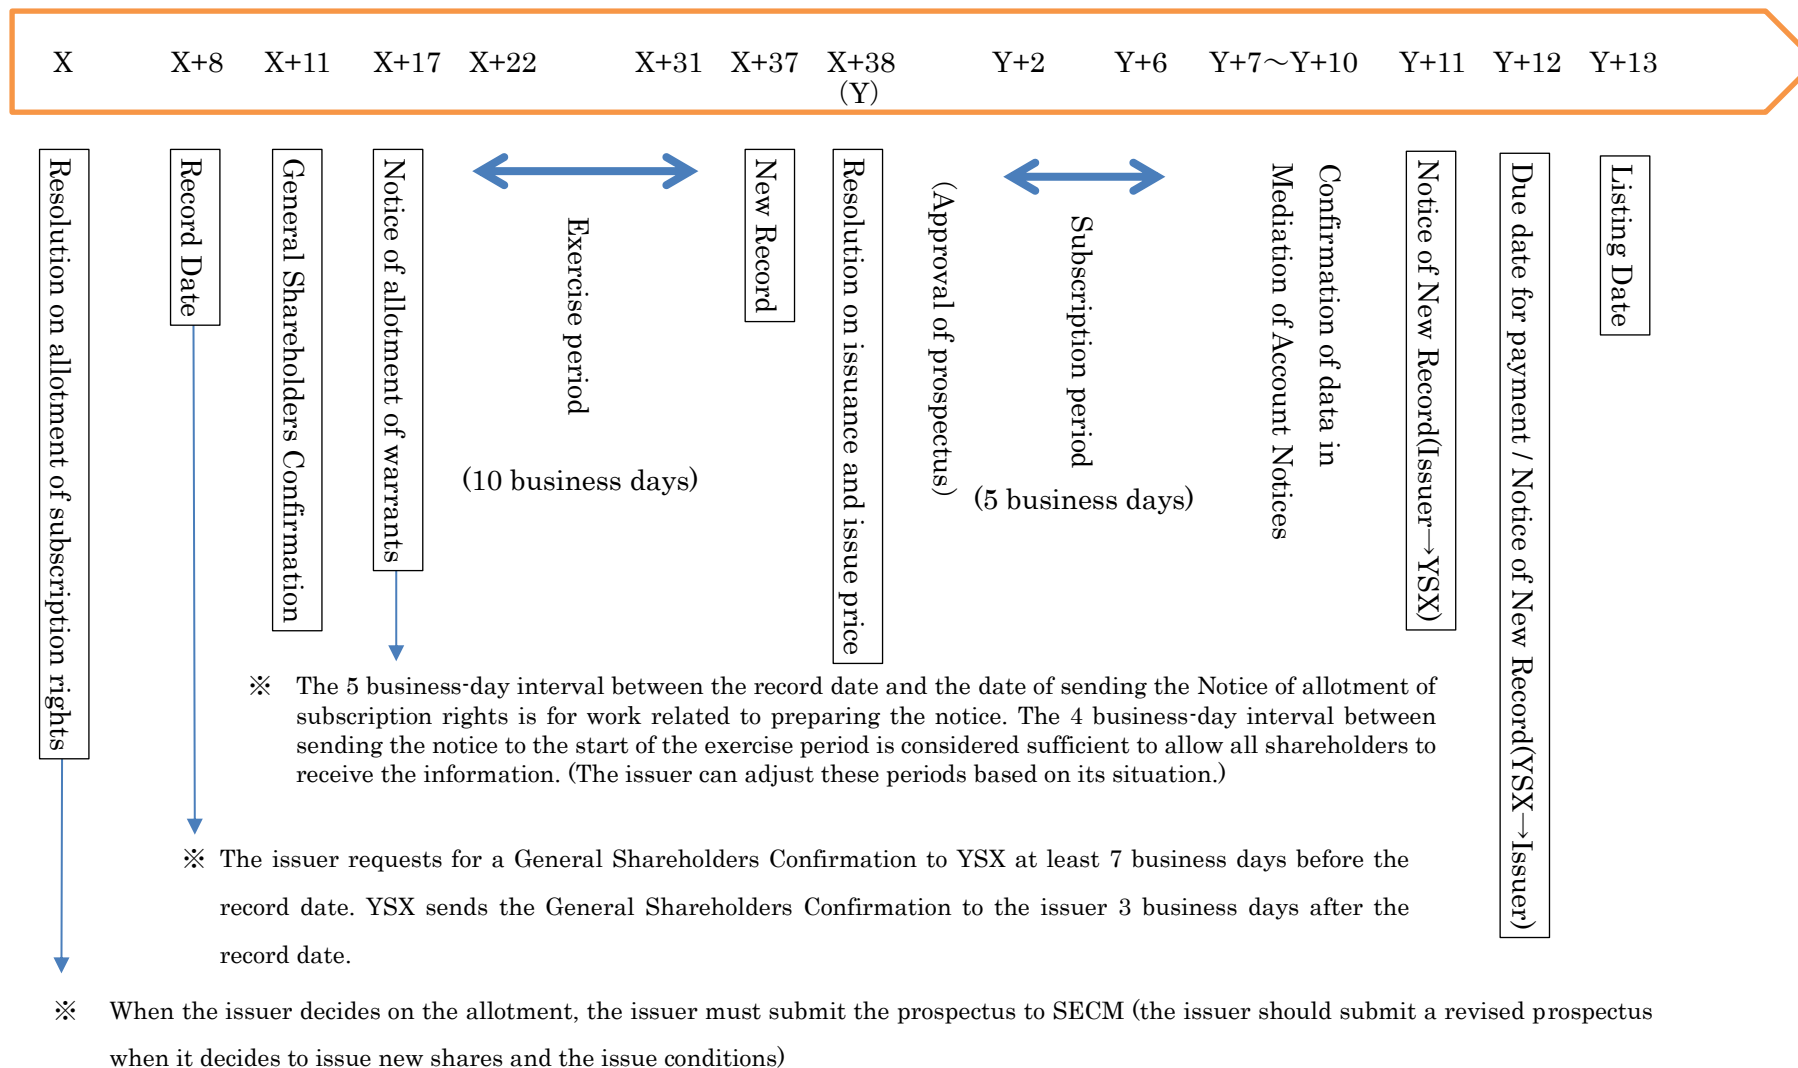 X X+8 X+11 X+17 X+22 X+31 X+37 X+38 Y+2 Y+6 Y+7～Y+10 Y+11 Y+12 Y+13
(Y)
Resolution on allotment of subscription rights
Record Date
General Shareholders Confirmation
Notice of allotment of warrants
Exercise period
(10 business days)
New Record
Resolution on issuance and issue price
(Approval of prospectus)
Subscription period
(5 business days)
Confirmation of data in
Mediation of Account Notices
Notice of New Record(Issuer→YSX)
Due date for payment / Notice of New Record(YSX→Issuer)
Listing Date
※ The 5 business-day interval between the record date and the date of sending the Notice of allotment of
subscription rights is for work related to preparing the notice. The 4 business-day interval between
sending the notice to the start of the exercise period is considered sufficient to allow all shareholders to
receive the information. (The issuer can adjust these periods based on its situation.)
※ The issuer requests for a General Shareholders Confirmation to YSX at least 7 business days before the
record date. YSX sends the General Shareholders Confirmation to the issuer 3 business days after the
record date.
※ When the issuer decides on the allotment, the issuer must submit the prospectus to SECM (the issuer should submit a revised prospectus
when it decides to issue new shares and the issue conditions)